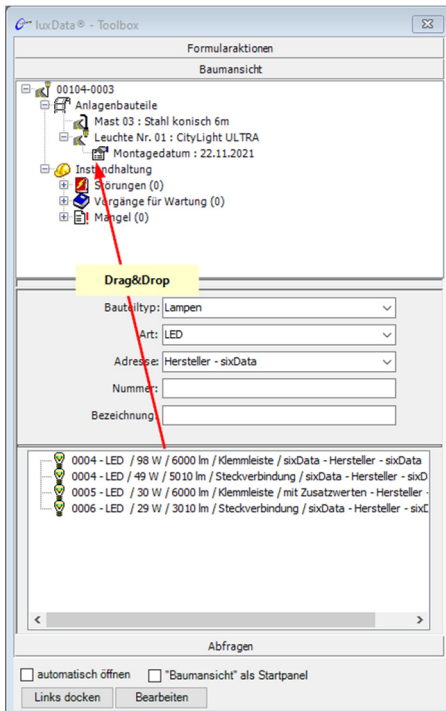 luxData® - Toolbox
Formularaktionen
Baumansicht
00104-0003
Anlagenbauteile
Mast 03 : Stahl konisch 6m
Leuchte Nr. 01 : CityLight ULTRA
Montagedatum : 22.11.2021
Instandhaltung
Störungen (0)
Vorgänge für Wartung (0)
Mangel (0)
Drag&Drop
Bauteiltyp: Lampen
Art: LED
Adresse: Hersteller - sixData
Nummer:
Bezeichnung:
0004 - LED / 98 W / 6000 lm / Klemmleiste / sixData - Hersteller - sixData
0004 - LED / 49 W / 5010 lm / Steckverbindung / sixData - Hersteller - sixD
0005 - LED / 30 W / 6000 lm / Klemmleiste / mit Zusatzwerten - Hersteller -
0006 - LED / 29 W / 3010 lm / Steckverbindung / sixData - Hersteller - sixD
Abfragen
automatisch öffnen "Baumansicht" als Startpanel
Links docken Bearbeiten